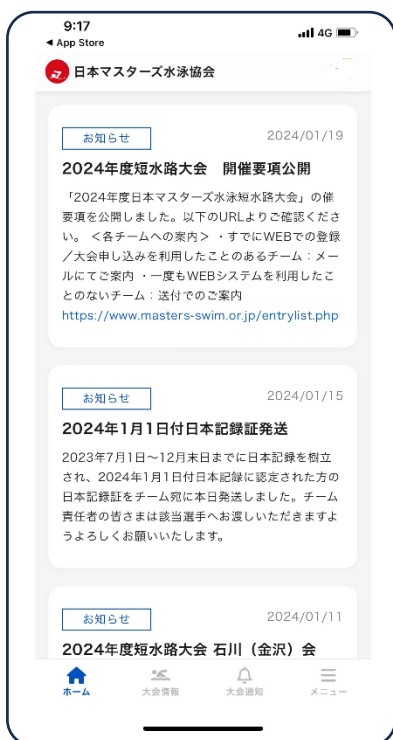 9:17
4G
◀ App Store
日本マスターズ水泳協会
お知らせ
2024/01/19
2024年度短水路大会　開催要項公開
「2024年度日本マスターズ水泳短水路大会」の催
要項を公開しました。以下のURLよりご確認くださ
い。 ＜各チームへの案内＞ ・すでにWEBでの登録
／大会申し込みを利用したことのあるチーム：メー
ルにてご案内 ・一度もWEBシステムを利用したこ
とのないチーム：送付でのご案内
https://www.masters-swim.or.jp/entrylist.php
お知らせ
2024/01/15
2024年1月1日付日本記録証発送
2023年7月1日～12月末日までに日本記録を樹立
され、2024年1月1日付日本記録に認定された方の
日本記録証をチーム宛に本日発送しました。チーム
責任者の皆さまは該当選手へお渡しいただきますよ
うよろしくお願いいたします。
お知らせ
2024/01/11
2024年度短水路大会 石川（金沢）会
ホーム
大会情報
大会通知
メニュー